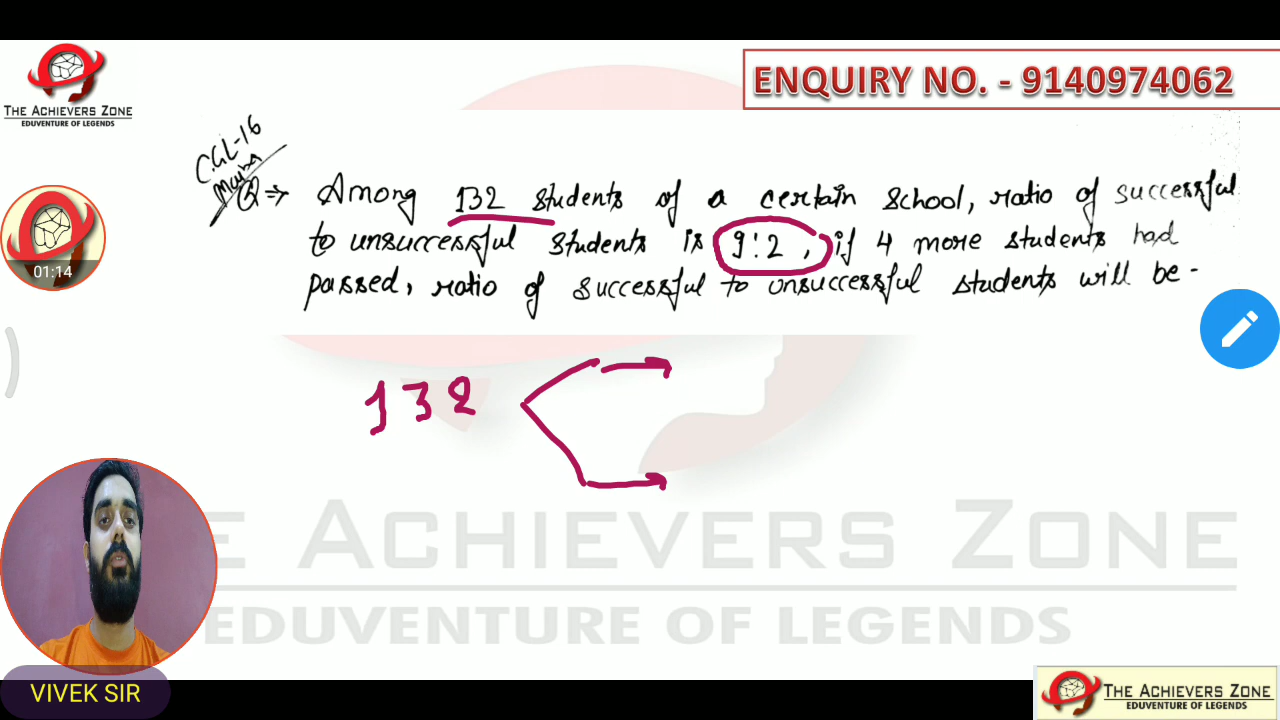 THE ACHIEVERS ZONE
EDUVENTURE OF LEGENDS
ENQUIRY NO. - 9140974062
CGL-16
Mains
Q ⇒ Among 132 students of a certain school, ratio of successful
to unsuccessful students is 9:2, if 4 more students had
passed, ratio of successful to unsuccessful students will be -
01:14
132
THE ACHIEVERS ZONE
EDUVENTURE OF LEGENDS
VIVEK SIR
THE ACHIEVERS ZONE
EDUVENTURE OF LEGENDS